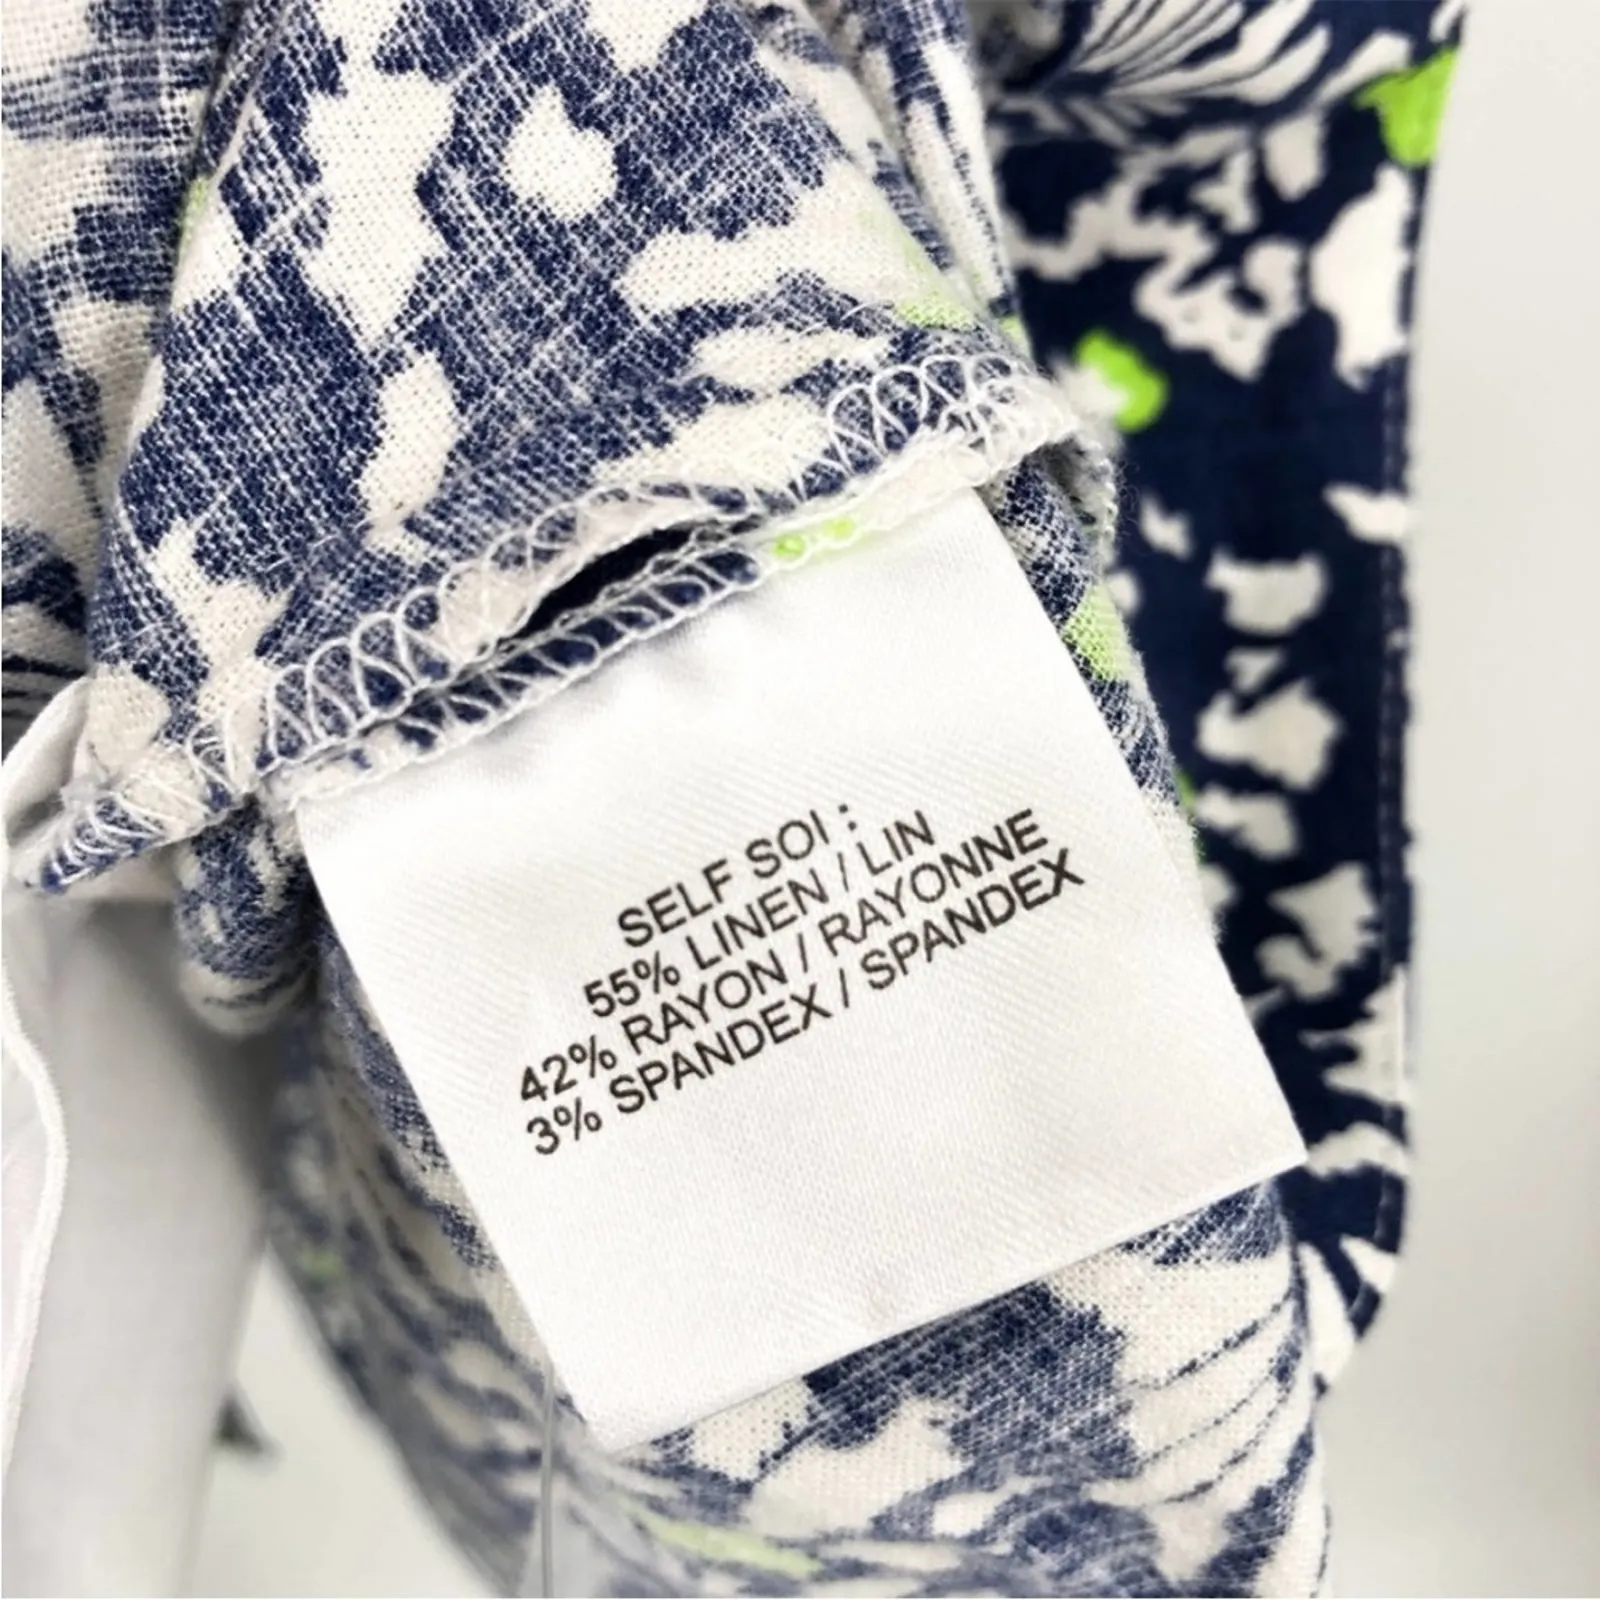 SELF SOI :
55% LINEN / LIN
42% RAYON / RAYONNE
3% SPANDEX / SPANDEX